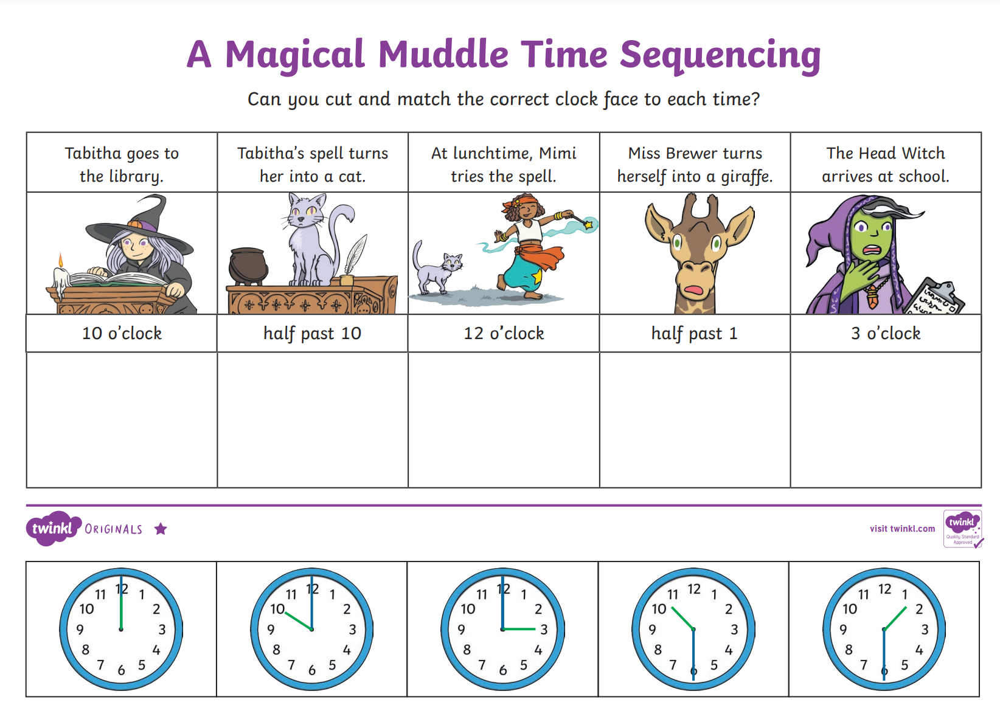 A Magical Muddle Time Sequencing
Can you cut and match the correct clock face to each time?
Tabitha goes to
the library.
Tabitha's spell turns
her into a cat.
At lunchtime, Mimi
tries the spell.
Miss Brewer turns
herself into a giraffe.
The Head Witch
arrives at school.
10 o'clock
half past 10
12 o'clock
half past 1
3 o'clock
twinkl ORIGINALS
visit twinkl.com
twinkl
Quality Standard
Approved
12 1 2 3 4 5 6 7 8 9 10 11
12 1 2 3 4 5 6 7 8 9 10 11
12 1 2 3 4 5 6 7 8 9 10 11
12 1 2 3 4 5 6 7 8 9 10 11
12 1 2 3 4 5 6 7 8 9 10 11